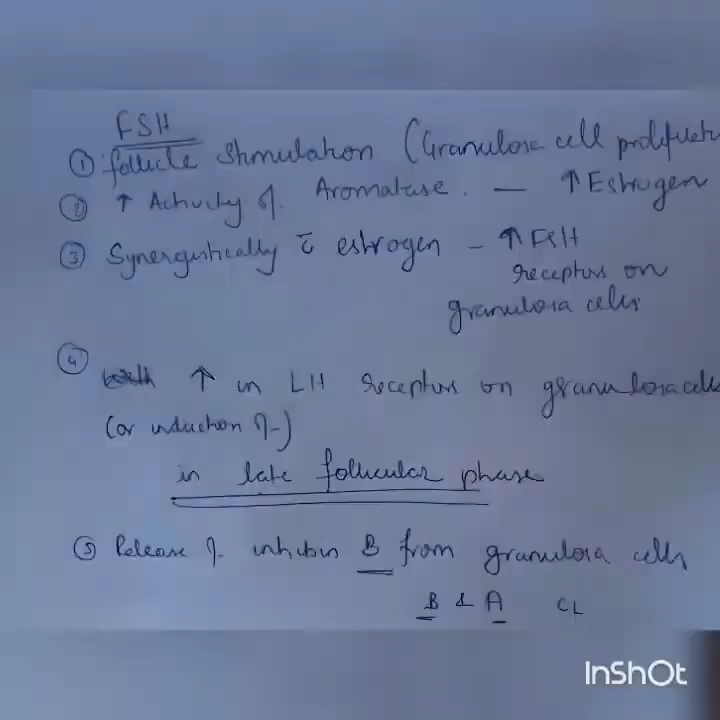 FSH
① follicle stimulation (Granulosa cell
② ↑ Activity of Aromatase. — ↑ Estrogen
③ Synergistically c̄ estrogen - ↑ FSH
receptors on
granulosa cells
④ ↑ in LH receptors on granulosa cells
(or induction of -)
in late follicular phase
⑤ Release of inhibin B from granulosa cells
B & A CL
InShOt